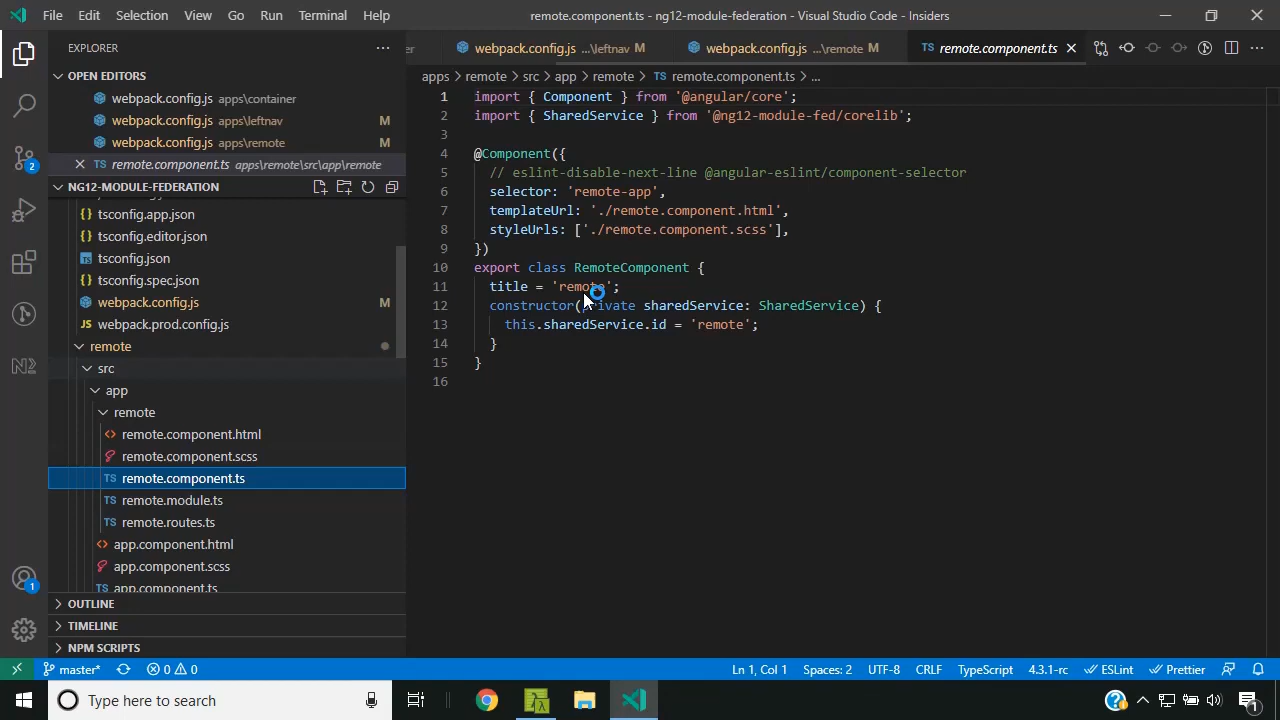 File Edit Selection View Go Run Terminal Help remote.component.ts - ng12-module-federation - Visual Studio Code - Insiders
EXPLORER
OPEN EDITORS
webpack.config.js apps\container
webpack.config.js apps\leftnav M
webpack.config.js apps\remote M
remote.component.ts apps\remote\src\app\remote
NG12-MODULE-FEDERATION
tsconfig.app.json
tsconfig.editor.json
tsconfig.json
tsconfig.spec.json
webpack.config.js M
webpack.prod.config.js
remote
src
app
remote
remote.component.html
remote.component.scss
remote.component.ts
remote.module.ts
remote.routes.ts
app.component.html
app.component.scss
app.component.ts
OUTLINE
TIMELINE
NPM SCRIPTS
er webpack.config.js ...\leftnav M webpack.config.js ...\remote M remote.component.ts
apps > remote > src > app > remote > TS remote.component.ts > ...
1 import { Component } from '@angular/core';
2 import { SharedService } from '@ng12-module-fed/corelib';
3
4 @Component({
5 // eslint-disable-next-line @angular-eslint/component-selector
6 selector: 'remote-app',
7 templateUrl: './remote.component.html',
8 styleUrls: ['./remote.component.scss'],
9 })
10 export class RemoteComponent {
11 title = 'remote';
12 constructor(private sharedService: SharedService) {
13 this.sharedService.id = 'remote';
14 }
15 }
16
2
1
master* 0 0 Ln 1, Col 1 Spaces: 2 UTF-8 CRLF TypeScript 4.3.1-rc ESLint Prettier
Type here to search
1